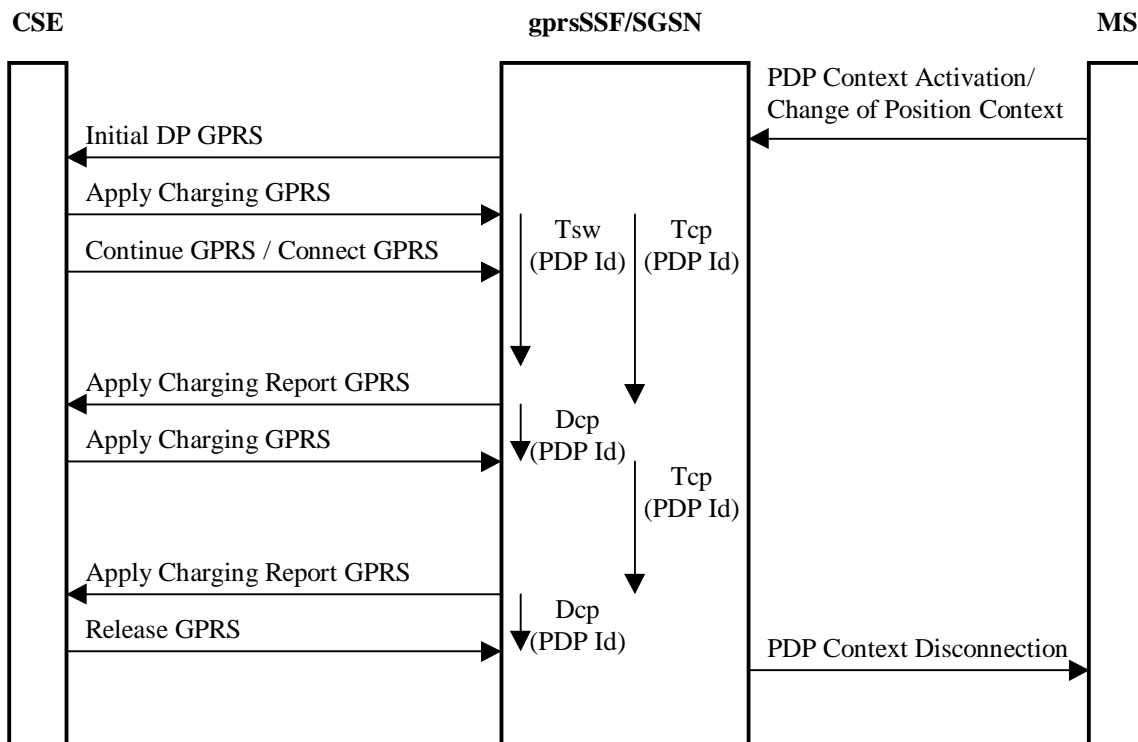 CSE
gprsSSF/SGSN
MS
PDP Context Activation/
Change of Position Context
Initial DP GPRS
Apply Charging GPRS
Tsw
(PDP Id)
Tcp
(PDP Id)
Continue GPRS / Connect GPRS
Apply Charging Report GPRS
Dcp
(PDP Id)
Apply Charging GPRS
Tcp
(PDP Id)
Apply Charging Report GPRS
Dcp
(PDP Id)
Release GPRS
PDP Context Disconnection